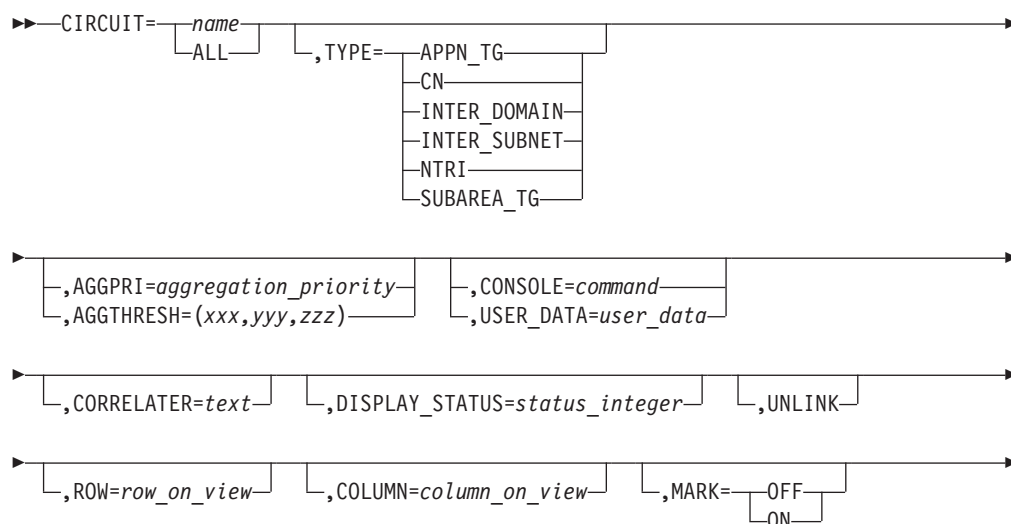 CIRCUIT= name ,TYPE= APPN_TG
ALL CN
INTER_DOMAIN
INTER_SUBNET
NTRI
SUBAREA_TG
,AGGPRI=aggregation_priority ,CONSOLE=command
,AGGTHRESH=(xxx,yyy,zzz) ,USER_DATA=user_data
,CORRELATER=text ,DISPLAY_STATUS=status_integer ,UNLINK
,ROW=row_on_view ,COLUMN=column_on_view ,MARK= OFF
ON